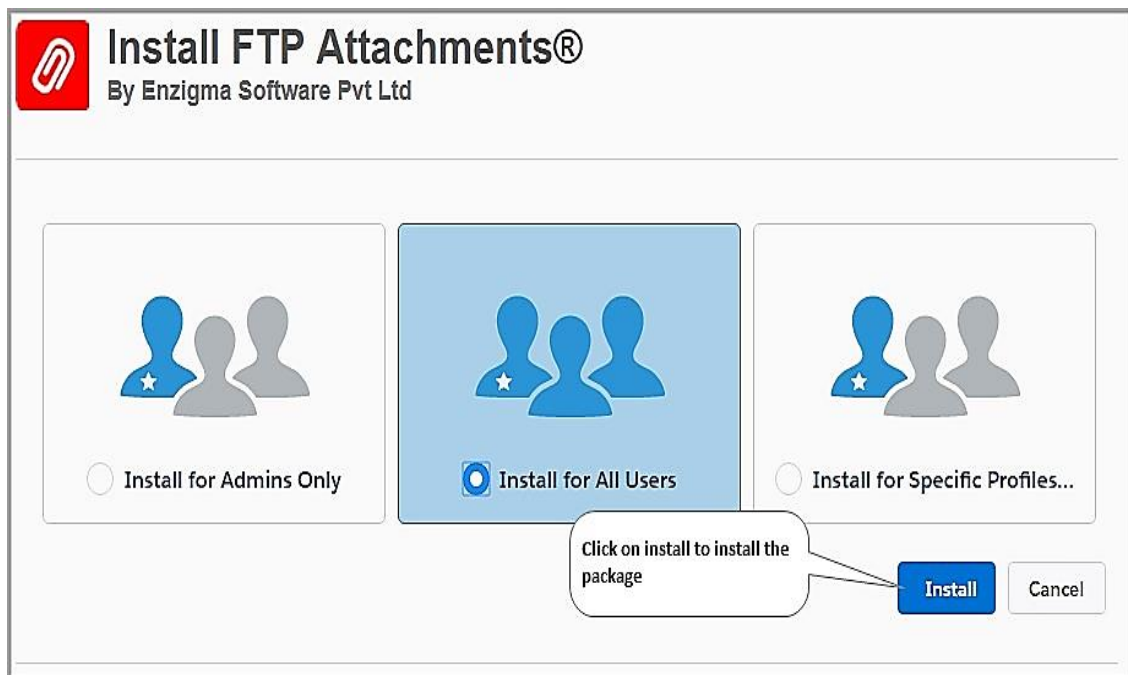 Install FTP Attachments®
By Enzigma Software Pvt Ltd
Install for Admins Only
Install for All Users
Install for Specific Profiles...
Click on install to install the
package
Install
Cancel